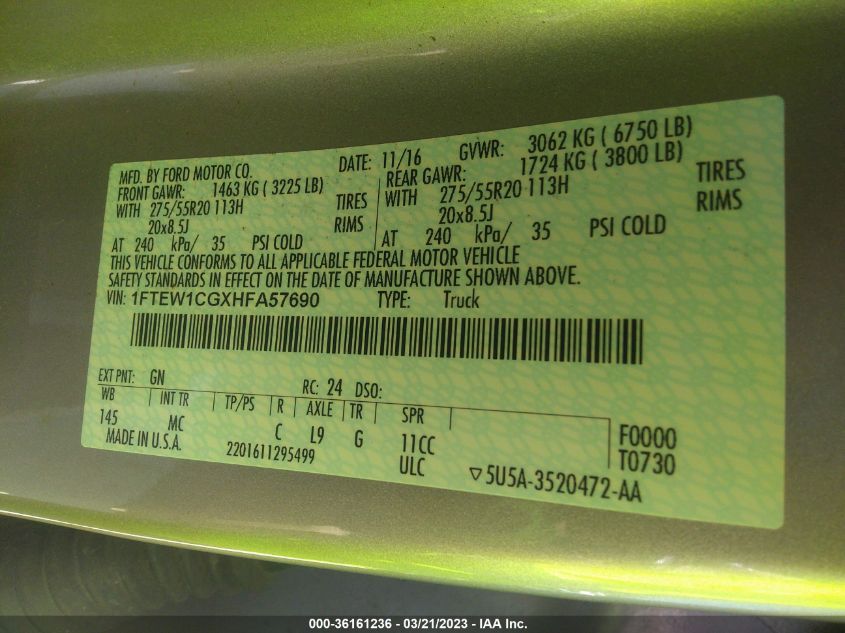 MFD. BY FORD MOTOR CO.
DATE: 11/16 GVWR: 3062 KG ( 6750 LB)
FRONT GAWR: 1463 KG ( 3225 LB)
REAR GAWR: 1724 KG ( 3800 LB)
WITH 275/55R20 113H TIRES
WITH 275/55R20 113H TIRES
20x8.5J RIMS
20x8.5J RIMS
AT 240 kPa/ 35 PSI COLD
AT 240 kPa/ 35 PSI COLD
THIS VEHICLE CONFORMS TO ALL APPLICABLE FEDERAL MOTOR VEHICLE
SAFETY STANDARDS IN EFFECT ON THE DATE OF MANUFACTURE SHOWN ABOVE.
VIN: 1FTEW1CGXHFA57690 TYPE: Truck
EXT PNT: GN RC: 24 DSO:
WB INT TR TP/PS R AXLE TR SPR
145 MC C L9 G 11CC F0000
MADE IN U.S.A. 2201611295499 ULC T0730
▽5U5A-3520472-AA
000-36161236 - 03/21/2023 - IAA Inc.